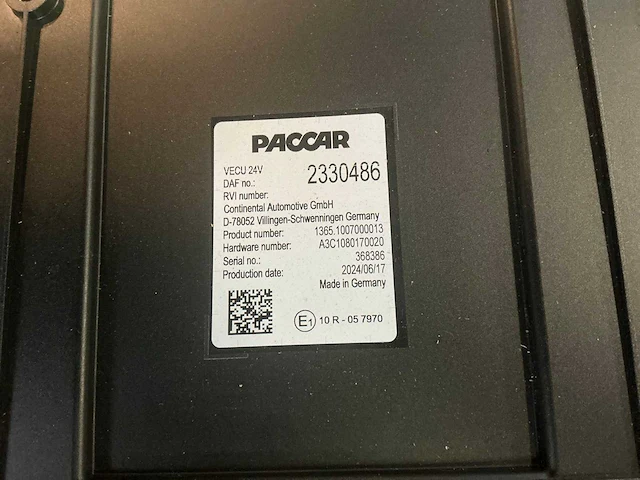 PACCAR
VECU 24V
DAF no.: 2330486
RVI number:
Continental Automotive GmbH
D-78052 Villingen-Schwenningen Germany
Product number: 1365.1007000013
Hardware number: A3C1080170020
Serial no.: 368386
Production date: 2024/06/17
Made in Germany
E1 10 R - 05 7970